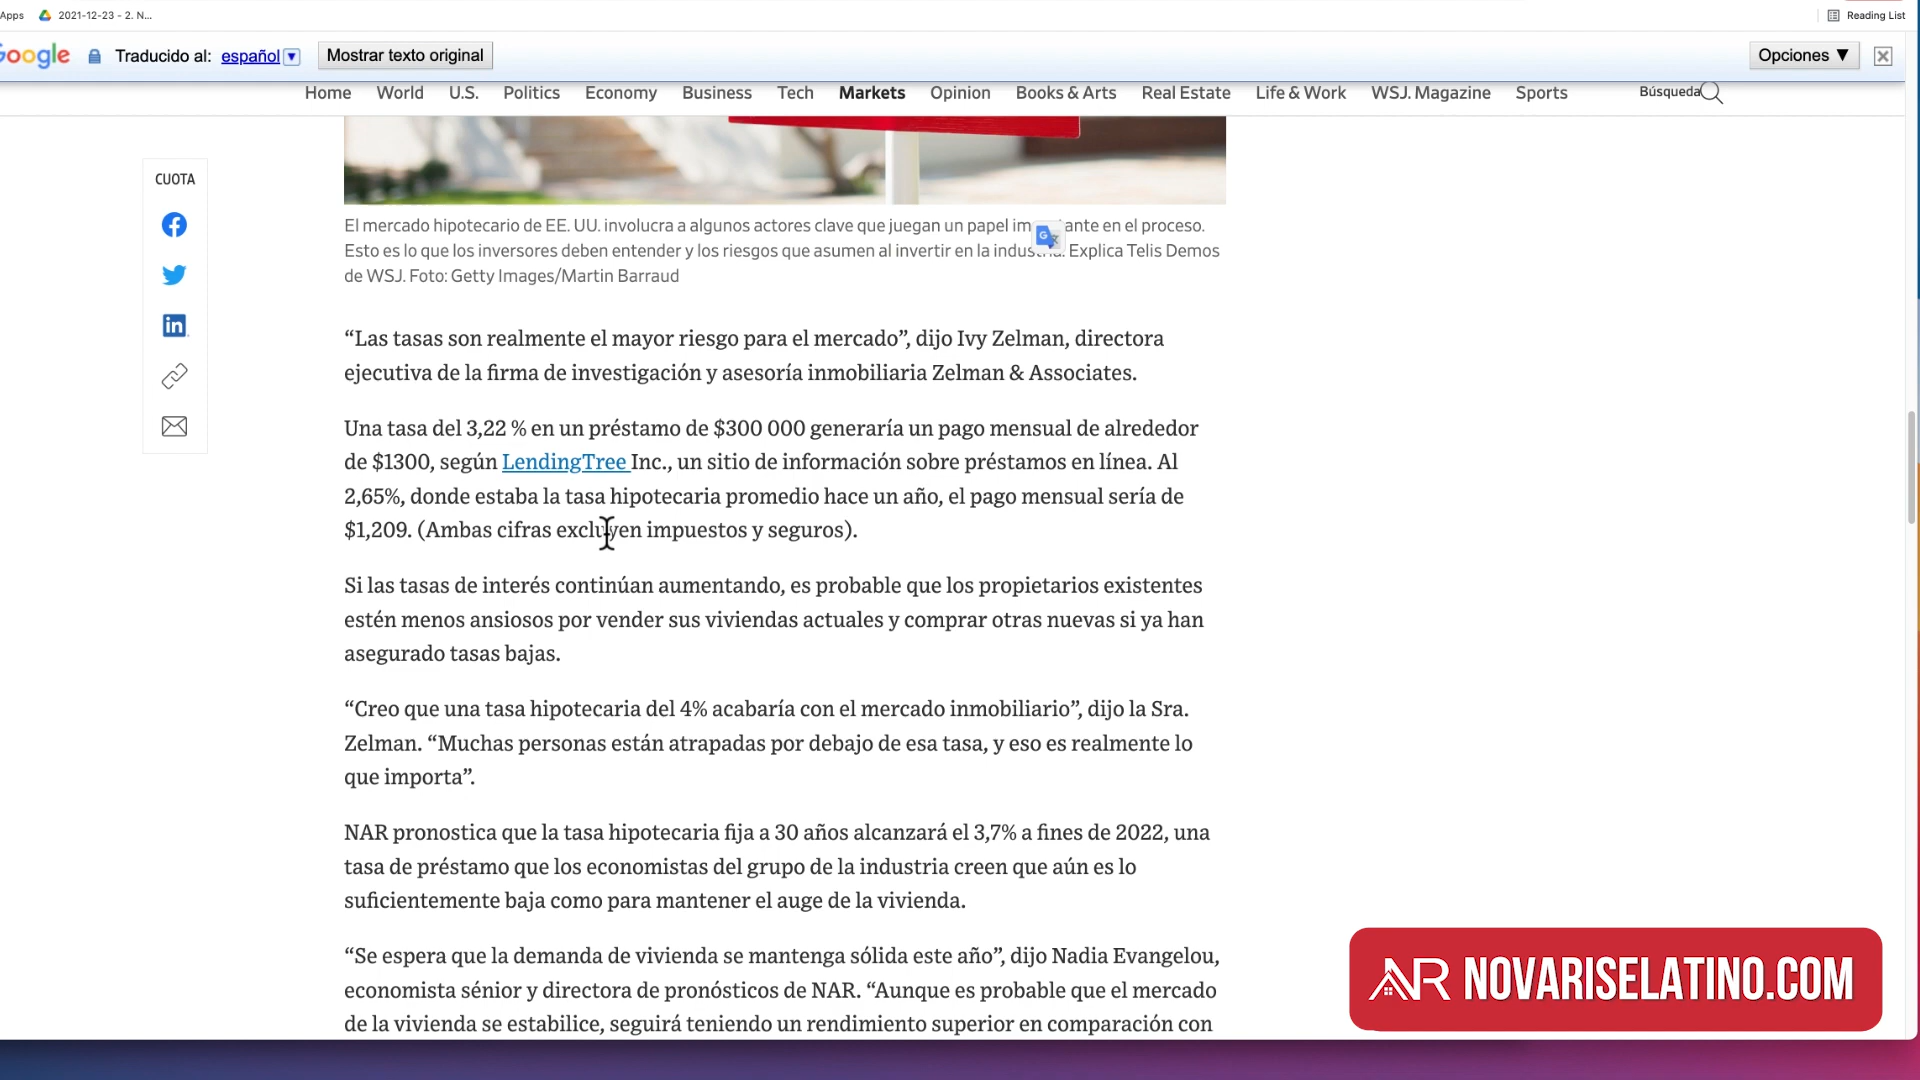 Apps 2021-12-23 - 2. N... Reading List
Google Traducido al: español Mostrar texto original Opciones ▼
Home World U.S. Politics Economy Business Tech Markets Opinion Books & Arts Real Estate Life & Work WSJ. Magazine Sports Búsqueda
CUOTA
El mercado hipotecario de EE. UU. involucra a algunos actores clave que juegan un papel en el proceso.
Esto es lo que los inversores deben entender y los riesgos que asumen al invertir en la industria. Explica Telis Demos
de WSJ. Foto: Getty Images/Martin Barraud
“Las tasas son realmente el mayor riesgo para el mercado”, dijo Ivy Zelman, directora
ejecutiva de la firma de investigación y asesoría inmobiliaria Zelman & Associates.
Una tasa del 3,22 % en un préstamo de $300 000 generaría un pago mensual de alrededor
de $1300, según LendingTree Inc., un sitio de información sobre préstamos en línea. Al
2,65%, donde estaba la tasa hipotecaria promedio hace un año, el pago mensual sería de
$1,209. (Ambas cifras excluyen impuestos y seguros).
Si las tasas de interés continúan aumentando, es probable que los propietarios existentes
estén menos ansiosos por vender sus viviendas actuales y comprar otras nuevas si ya han
asegurado tasas bajas.
“Creo que una tasa hipotecaria del 4% acabaría con el mercado inmobiliario”, dijo la Sra.
Zelman. “Muchas personas están atrapadas por debajo de esa tasa, y eso es realmente lo
que importa”.
NAR pronostica que la tasa hipotecaria fija a 30 años alcanzará el 3,7% a fines de 2022, una
tasa de préstamo que los economistas del grupo de la industria creen que aún es lo
suficientemente baja como para mantener el auge de la vivienda.
“Se espera que la demanda de vivienda se mantenga sólida este año”, dijo Nadia Evangelou,
economista sénior y directora de pronósticos de NAR. “Aunque es probable que el mercado
de la vivienda se estabilice, seguirá teniendo un rendimiento superior en comparación con
NR NOVARISELATINO.COM